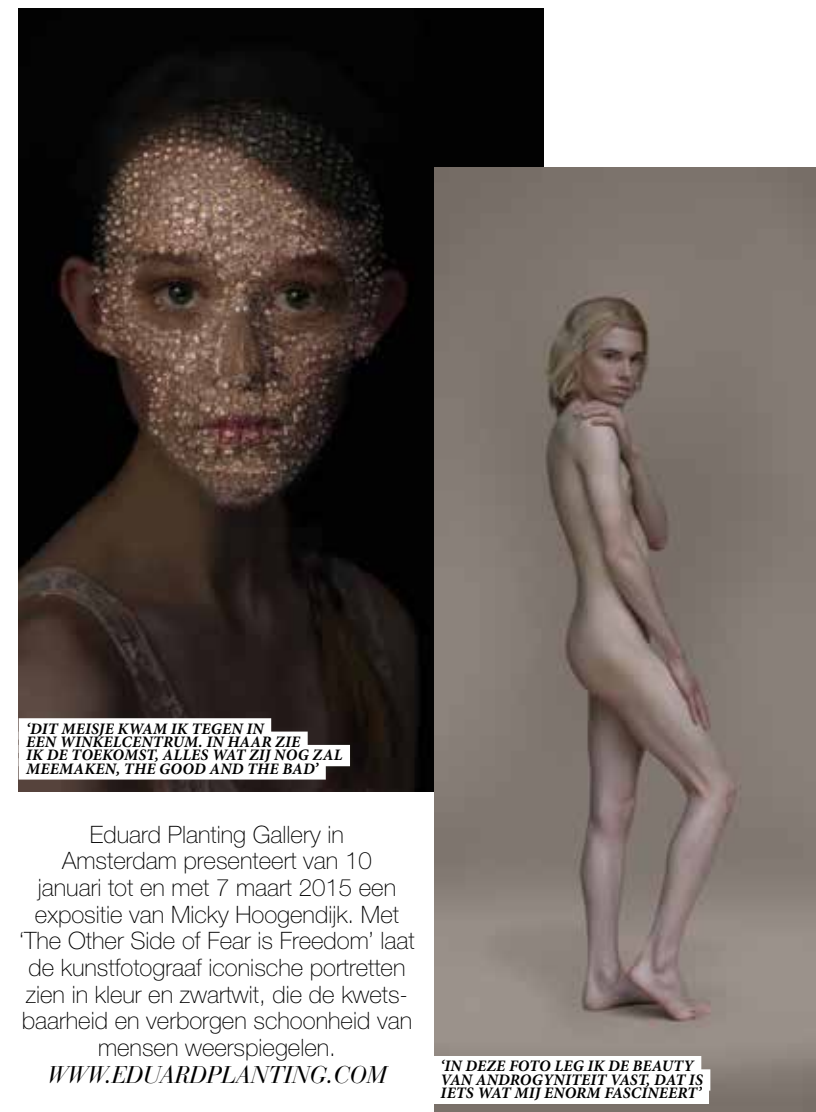 ‘DIT MEISJE KWAM IK TEGEN IN
EEN WINKELCENTRUM. IN HAAR ZIE
IK DE TOEKOMST, ALLES WAT ZIJ NOG ZAL
MEEMAKEN, THE GOOD AND THE BAD’
Eduard Planting Gallery in
Amsterdam presenteert van 10
januari tot en met 7 maart 2015 een
expositie van Micky Hoogendijk. Met
‘The Other Side of Fear is Freedom’ laat
de kunstfotograaf iconische portretten
zien in kleur en zwartwit, die de kwets-
baarheid en verborgen schoonheid van
mensen weerspiegelen.
WWW.EDUARDPLANTING.COM
‘IN DEZE FOTO LEG IK DE BEAUTY
VAN ANDROGYNITEIT VAST, DAT IS
IETS WAT MIJ ENORM FASCINEERT’